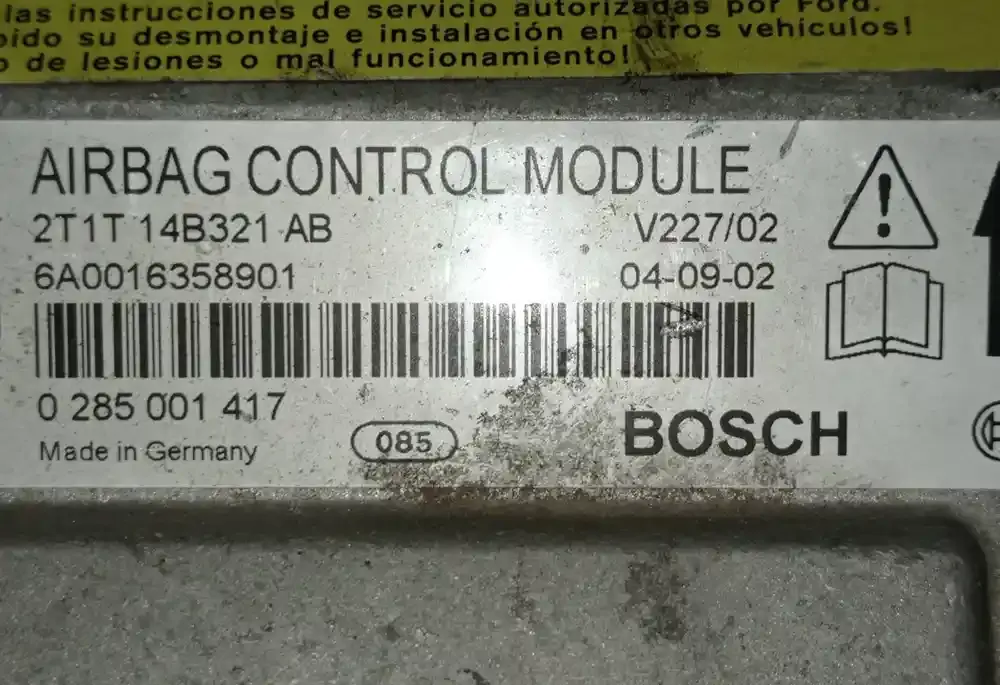 las instrucciones de servicio autorizadas por Ford.
su desmontaje e instalación en otros vehículos!
de lesiones o mal funcionamiento!
AIRBAG CONTROL MODULE
2T1T 14B321 AB V227/02
6A0016358901 04-09-02
0 285 001 417
Made in Germany 085 BOSCH